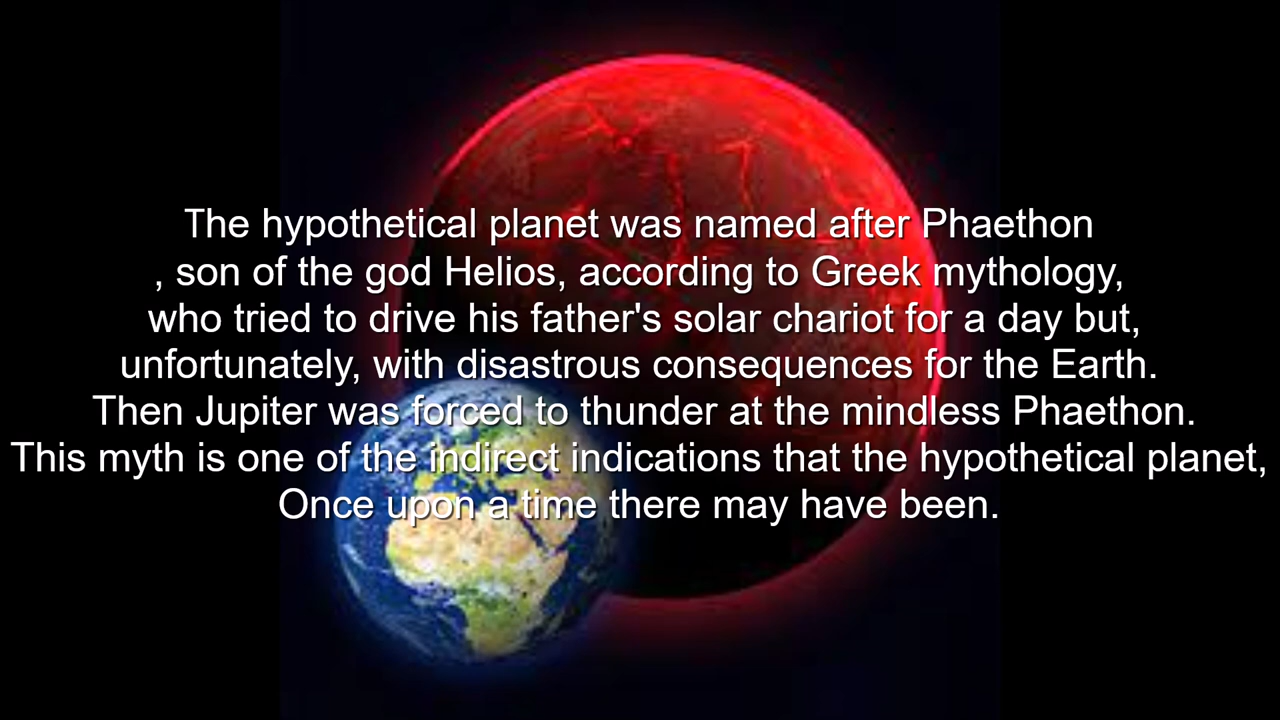 The hypothetical planet was named after Phaethon
, son of the god Helios, according to Greek mythology,
who tried to drive his father's solar chariot for a day but,
unfortunately, with disastrous consequences for the Earth.
Then Jupiter was forced to thunder at the mindless Phaethon.
This myth is one of the indirect indications that the hypothetical planet,
Once upon a time there may have been.